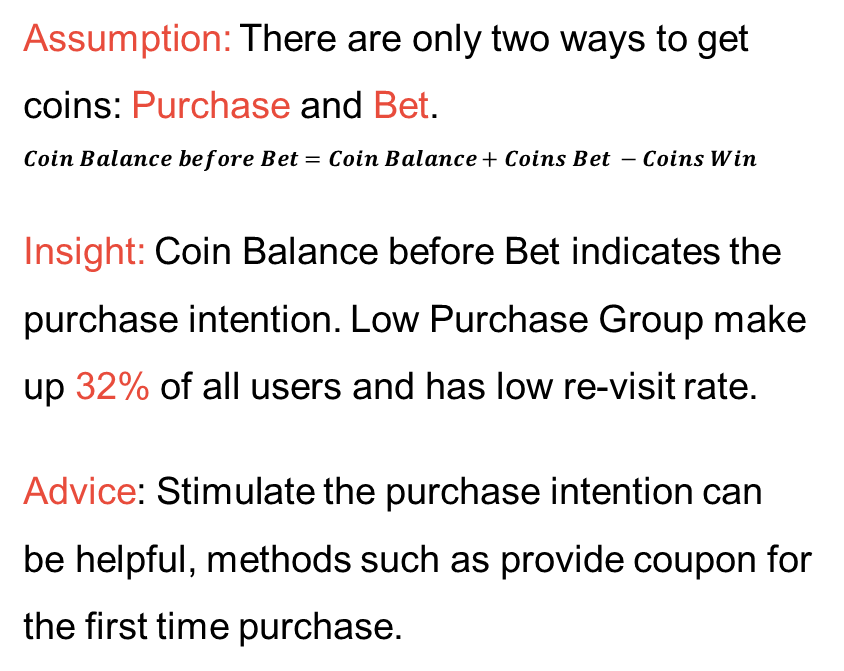 Assumption: There are only two ways to get
coins: Purchase and Bet.
Coin Balance before Bet = Coin Balance + Coins Bet − Coins Win
Insight: Coin Balance before Bet indicates the
purchase intention. Low Purchase Group make
up 32% of all users and has low re-visit rate.
Advice: Stimulate the purchase intention can
be helpful, methods such as provide coupon for
the first time purchase.